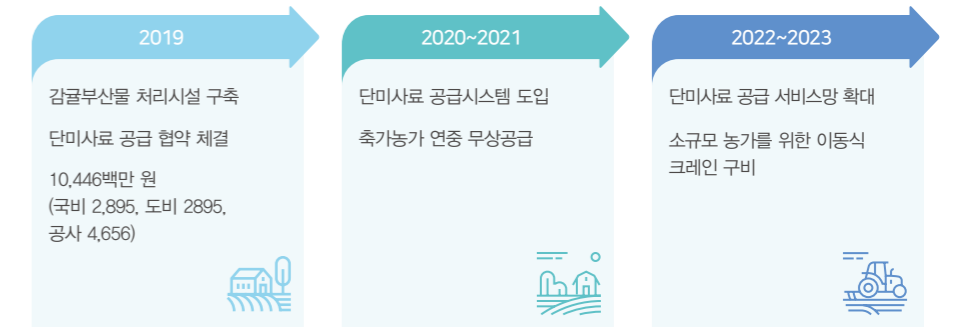 2019
감귤부산물 처리시설 구축
단미사료 공급 협약 체결
10,446백만 원
(국비 2,895, 도비 2895,
공사 4,656)
2020~2021
단미사료 공급시스템 도입
축가농가 연중 무상공급
2022~2023
단미사료 공급 서비스망 확대
소규모 농가를 위한 이동식
크레인 구비